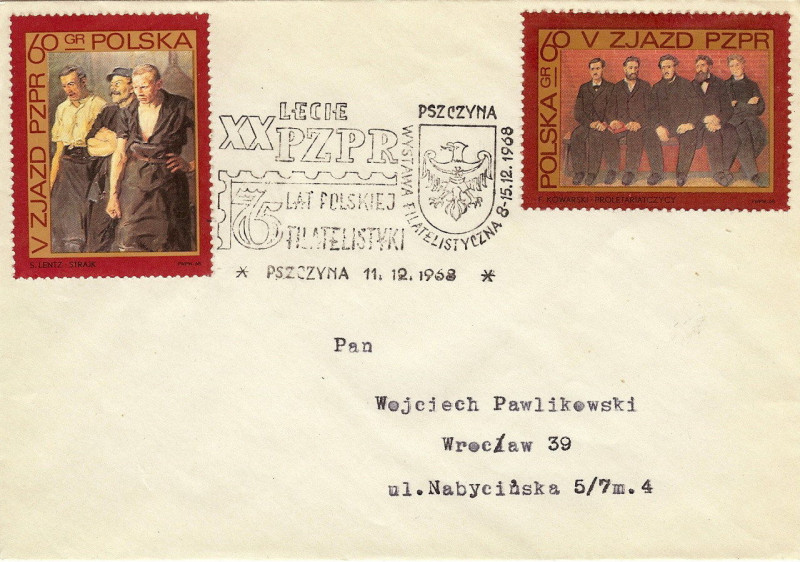 60 GR POLSKA
V ZJAZD PZPR
S. LENTZ - STRAJK
XX LECIE
PZPR
75 LAT POLSKIEJ
FILATELISTYKI
PSZCZYNA
WYSTAWA FILATELISTYCZNA 8-15.12.1968
* PSZCZYNA 11.12.1968 *
POLSKA GR 60 V ZJAZD PZPR
F. KOWARSKI - PROLETARIATCZYCY
Pan
Wojciech Pawlikowski
Wrocław 39
ul.Nabycińska 5/7m.4